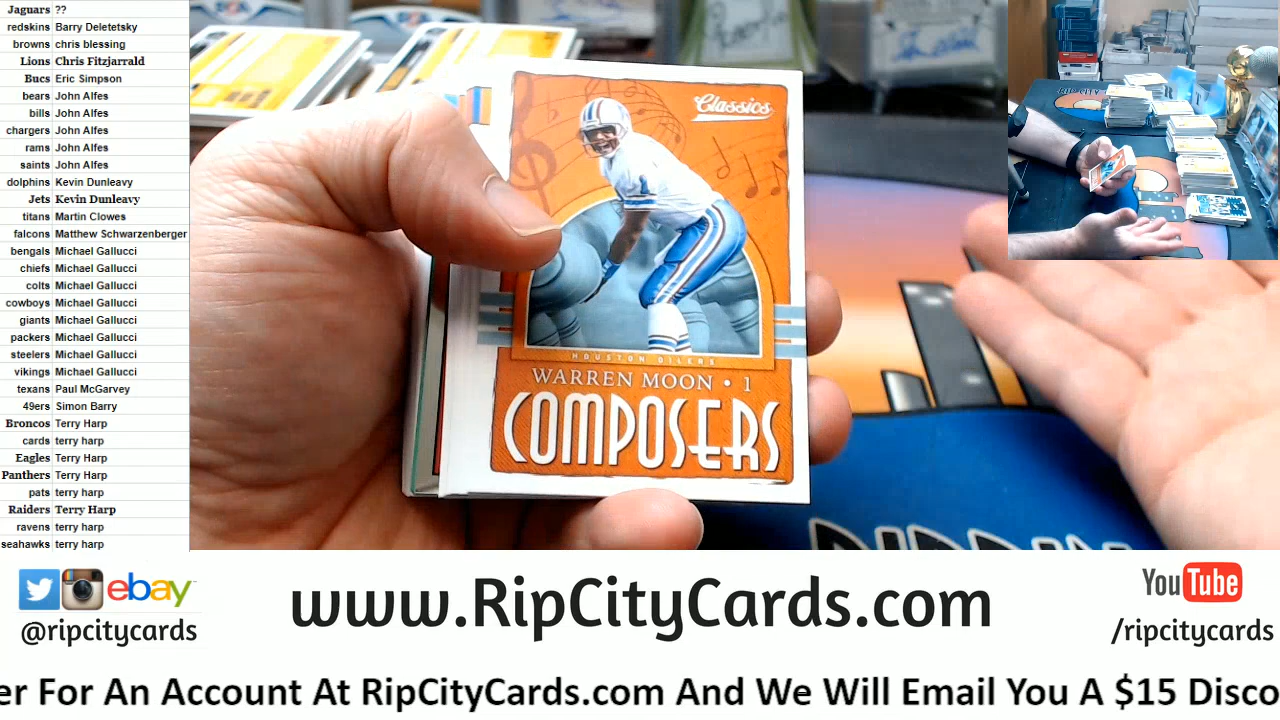 Jaguars ??
redskins Barry Deletetsky
browns chris blessing
Lions Chris Fitzjarrald
Bucs Eric Simpson
bears John Alfes
bills John Alfes
chargers John Alfes
rams John Alfes
saints John Alfes
dolphins Kevin Dunleavy
Jets Kevin Dunleavy
titans Martin Clowes
falcons Matthew Schwarzenberger
bengals Michael Gallucci
chiefs Michael Gallucci
colts Michael Gallucci
cowboys Michael Gallucci
giants Michael Gallucci
packers Michael Gallucci
steelers Michael Gallucci
vikings Michael Gallucci
texans Paul McGarvey
49ers Simon Barry
Broncos Terry Harp
cards terry harp
Eagles Terry Harp
Panthers Terry Harp
pats terry harp
Raiders Terry Harp
ravens terry harp
seahawks terry harp
Classics
1
HOUSTON OILERS
WARREN MOON • 1
COMPOSERS
ebay
@ripcitycards
www.RipCityCards.com
YouTube
/ripcitycards
er For An Account At RipCityCards.com And We Will Email You A $15 Disco